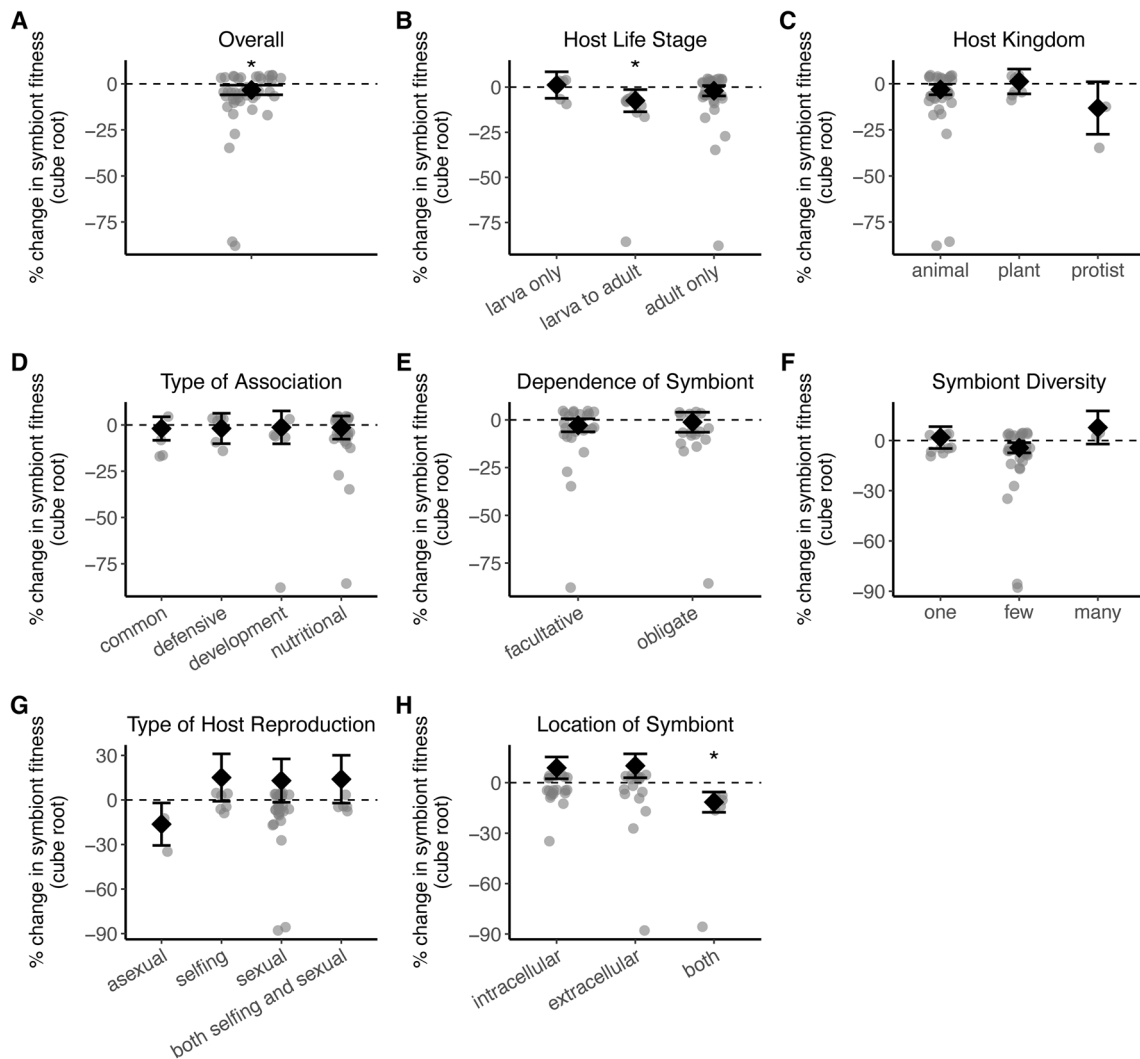 A
Overall
*
% change in symbiont fitness
(cube root)
0
−25
−50
−75
B
Host Life Stage
*
% change in symbiont fitness
(cube root)
0
−25
−50
−75
larva only
larva to adult
adult only
C
Host Kingdom
% change in symbiont fitness
(cube root)
0
−25
−50
−75
animal
plant
protist
D
Type of Association
% change in symbiont fitness
(cube root)
0
−25
−50
−75
common
defensive
development
nutritional
E
Dependence of Symbiont
% change in symbiont fitness
(cube root)
0
−25
−50
−75
facultative
obligate
F
Symbiont Diversity
% change in symbiont fitness
(cube root)
0
−30
−60
−90
one
few
many
G
Type of Host Reproduction
% change in symbiont fitness
(cube root)
30
0
−30
−60
−90
asexual
selfing
sexual
both selfing and sexual
H
Location of Symbiont
*
% change in symbiont fitness
(cube root)
0
−30
−60
−90
intracellular
extracellular
both